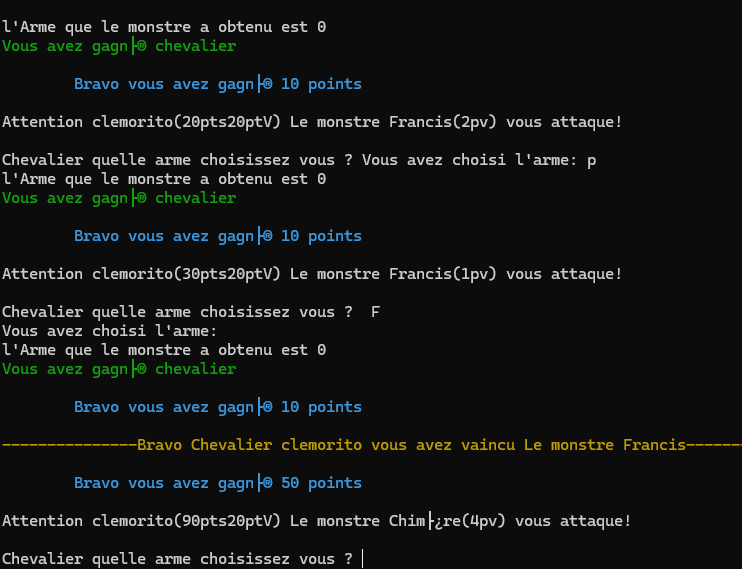 l'Arme que le monstre a obtenu est 0
Vous avez gagn├® chevalier
Bravo vous avez gagn├® 10 points
Attention clemorito(20pts20ptV) Le monstre Francis(2pv) vous attaque!
Chevalier quelle arme choisissez vous ? Vous avez choisi l'arme: p
l'Arme que le monstre a obtenu est 0
Vous avez gagn├® chevalier
Bravo vous avez gagn├® 10 points
Attention clemorito(30pts20ptV) Le monstre Francis(1pv) vous attaque!
Chevalier quelle arme choisissez vous ?  F
Vous avez choisi l'arme:
l'Arme que le monstre a obtenu est 0
Vous avez gagn├® chevalier
Bravo vous avez gagn├® 10 points
---------------Bravo Chevalier clemorito vous avez vaincu Le monstre Francis------
Bravo vous avez gagn├® 50 points
Attention clemorito(90pts20ptV) Le monstre Chim├¿re(4pv) vous attaque!
Chevalier quelle arme choisissez vous ?